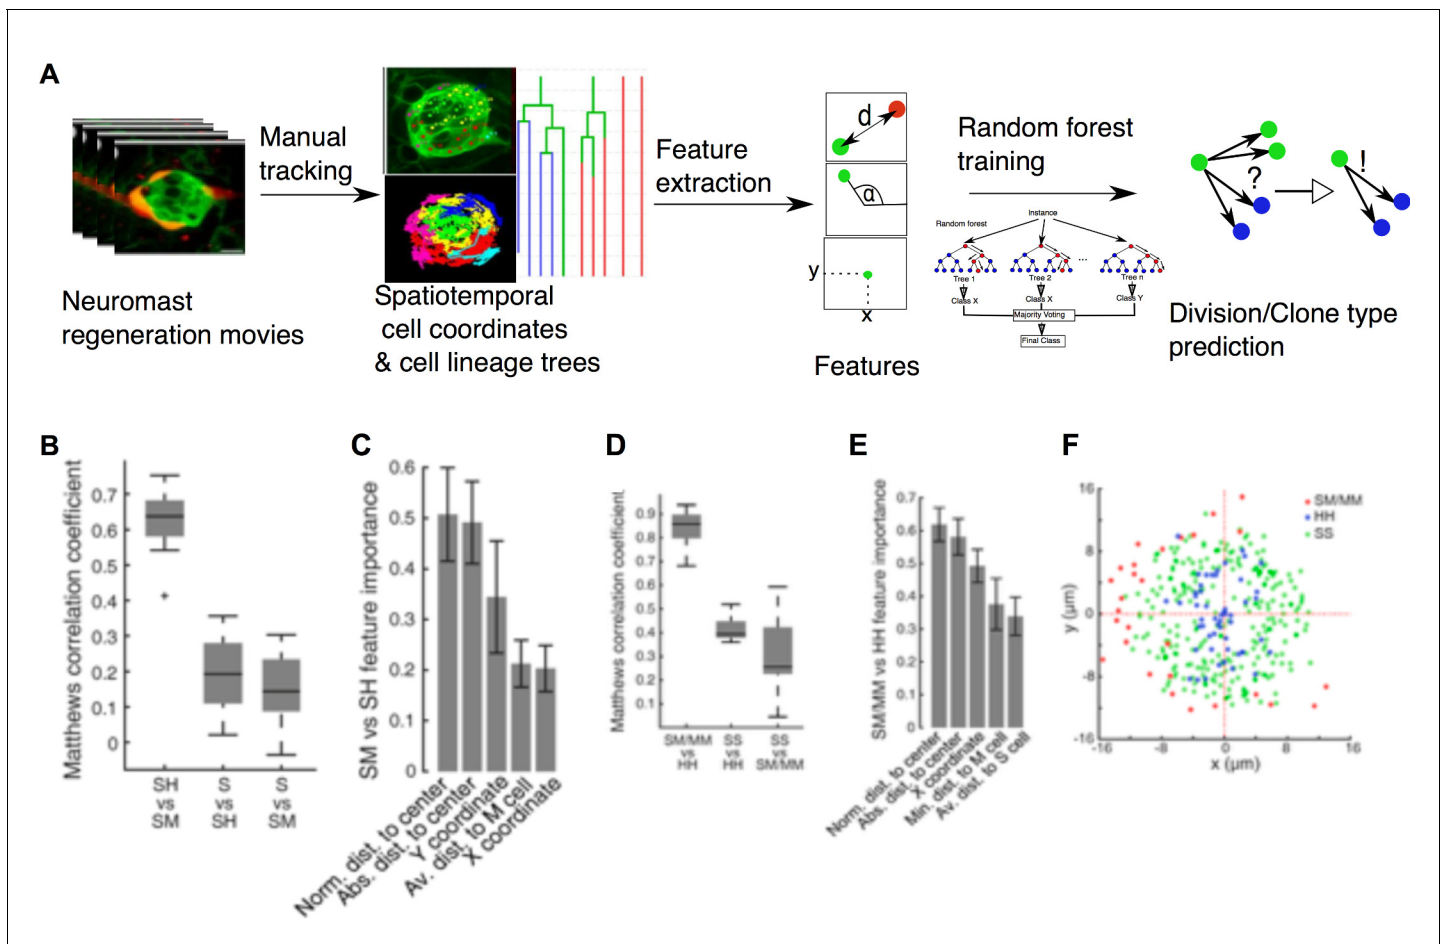 A
Manual
tracking
Neuromast
regeneration movies
Spatiotemporal
cell coordinates
& cell lineage trees
Feature
extraction
d
α
y
x
Features
Random forest
training
Instance
Random forest
...
Tree 1
Tree 2
Tree n
Class X
Class X
Class Y
Majority Voting
Final Class
?
!
Division/Clone type
prediction
B
Matthews correlation coefficient
0.7
0.6
0.5
0.4
0.3
0.2
0.1
0
SH
vs
SM
S
vs
SH
S
vs
SM
C
SM vs SH feature importance
0.6
0.5
0.4
0.3
0.2
0.1
0
Norm. dist. to center
Abs. dist. to center
Y coordinate
Av. dist. to M cell
X coordinate
D
Matthews correlation coefficient
0.9
0.8
0.7
0.6
0.5
0.4
0.3
0.2
0.1
SM/MM
vs
HH
SS
vs
HH
SS
vs
SM/MM
E
SM/MM vs HH feature importance
0.7
0.6
0.5
0.4
0.3
0.2
0.1
0
Norm. dist. to center
Abs. dist. to center
X coordinate
Min. dist. to M cell
Av. dist. to S cell
F
y (μm)
16
8
0
-8
-16
-16
-8
0
8
16
x (μm)
SM/MM
HH
SS